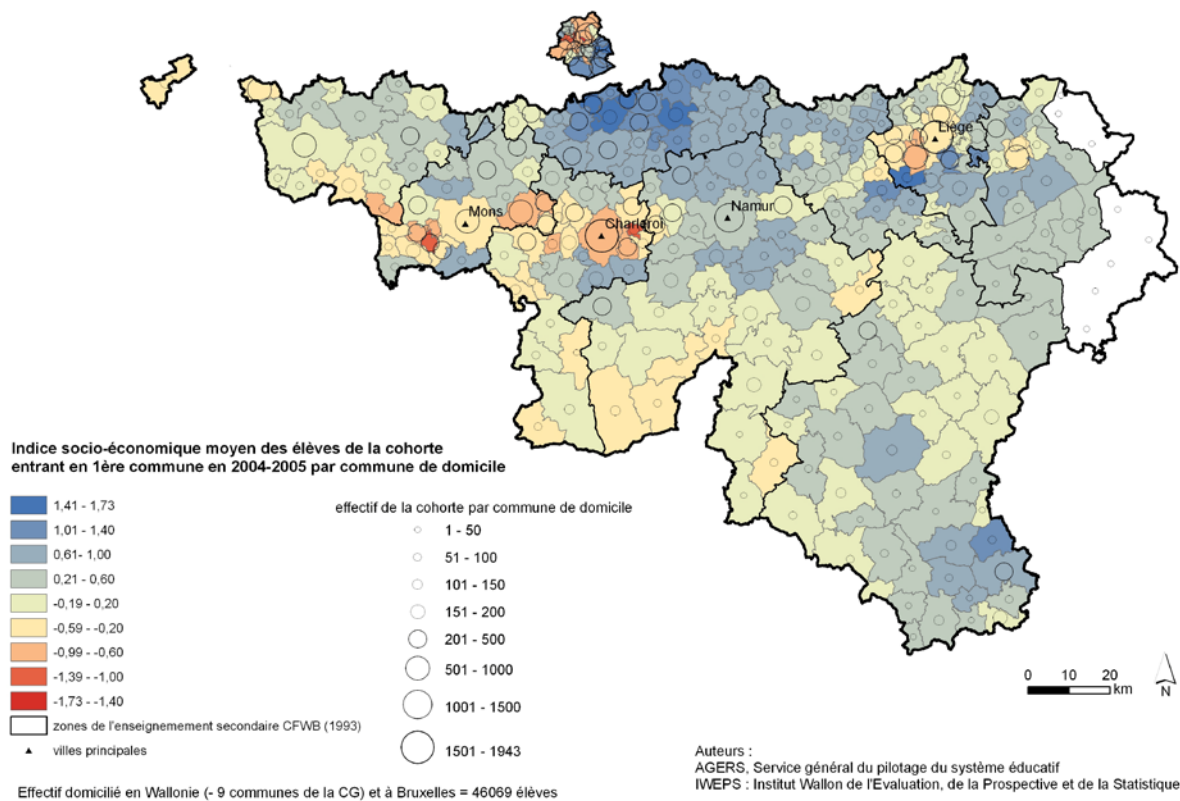 Liège
Mons
Namur
Charleroi
Indice socio-économique moyen des élèves de la cohorte
entrant en 1ère commune en 2004-2005 par commune de domicile
1,41 - 1,73
1,01 - 1,40
0,61- 1,00
0,21 - 0,60
-0,19 - 0,20
-0,59 - -0,20
-0,99 - -0,60
-1,39 - -1,00
-1,73 - -1,40
zones de l'enseignemement secondaire CFWB (1993)
villes principales
effectif de la cohorte par commune de domicile
1 - 50
51 - 100
101 - 150
151 - 200
201 - 500
501 - 1000
1001 - 1500
1501 - 1943
0 10 20
km
N
Auteurs :
AGERS, Service général du pilotage du système éducatif
IWEPS : Institut Wallon de l'Evaluation, de la Prospective et de la Statistique
Effectif domicilié en Wallonie (- 9 communes de la CG) et à Bruxelles = 46069 élèves